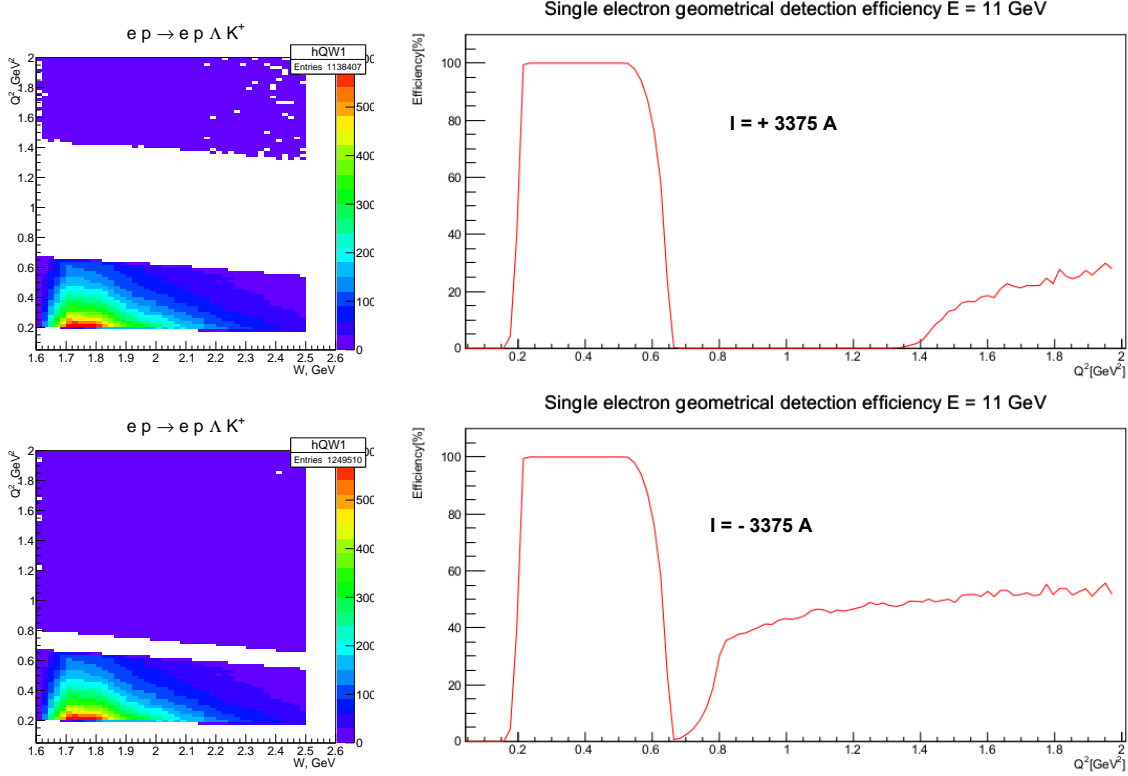 e p → e p Λ K⁺
hQW1
Entries 1138407
Q², GeV²
2
1.8
1.6
1.4
1.2
1
0.8
0.6
0.4
0.2
1.6 1.7 1.8 1.9 2 2.1 2.2 2.3 2.4 2.5 2.6
W, GeV
500
400
300
200
100
0
Single electron geometrical detection efficiency E = 11 GeV
Efficiency[%]
100
80
60
40
20
0
I = + 3375 A
0.2 0.4 0.6 0.8 1 1.2 1.4 1.6 1.8 2
Q²[GeV²]
e p → e p Λ K⁺
hQW1
Entries 1249510
Q², GeV²
2
1.8
1.6
1.4
1.2
1
0.8
0.6
0.4
0.2
1.6 1.7 1.8 1.9 2 2.1 2.2 2.3 2.4 2.5 2.6
W, GeV
500
400
300
200
100
0
Single electron geometrical detection efficiency E = 11 GeV
Efficiency[%]
100
80
60
40
20
0
I = - 3375 A
0.2 0.4 0.6 0.8 1 1.2 1.4 1.6 1.8 2
Q²[GeV²]